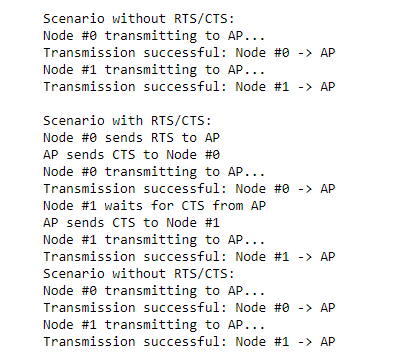 Scenario without RTS/CTS:
Node #0 transmitting to AP...
Transmission successful: Node #0 -> AP
Node #1 transmitting to AP...
Transmission successful: Node #1 -> AP

Scenario with RTS/CTS:
Node #0 sends RTS to AP
AP sends CTS to Node #0
Node #0 transmitting to AP...
Transmission successful: Node #0 -> AP
Node #1 waits for CTS from AP
AP sends CTS to Node #1
Node #1 transmitting to AP...
Transmission successful: Node #1 -> AP
Scenario without RTS/CTS:
Node #0 transmitting to AP...
Transmission successful: Node #0 -> AP
Node #1 transmitting to AP...
Transmission successful: Node #1 -> AP